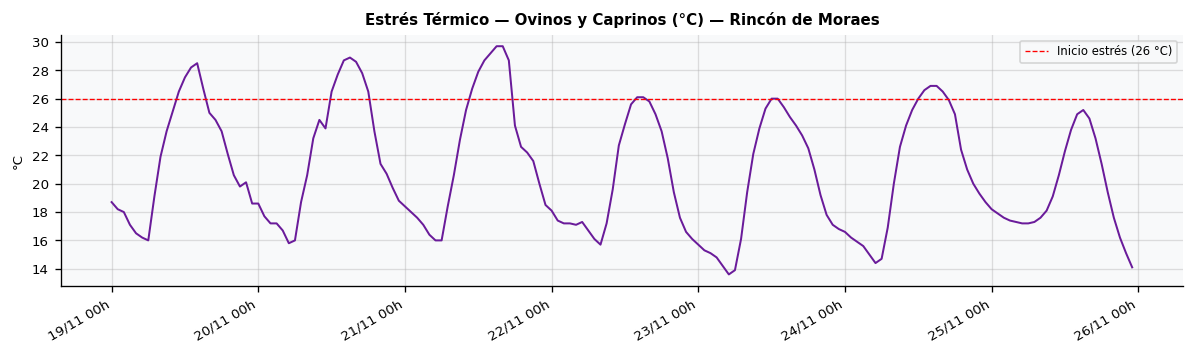 Estrés Térmico — Ovinos y Caprinos (°C) — Rincón de Moraes
Inicio estrés (26 °C)
°C
30
28
26
24
22
20
18
16
14
19/11 00h
20/11 00h
21/11 00h
22/11 00h
23/11 00h
24/11 00h
25/11 00h
26/11 00h